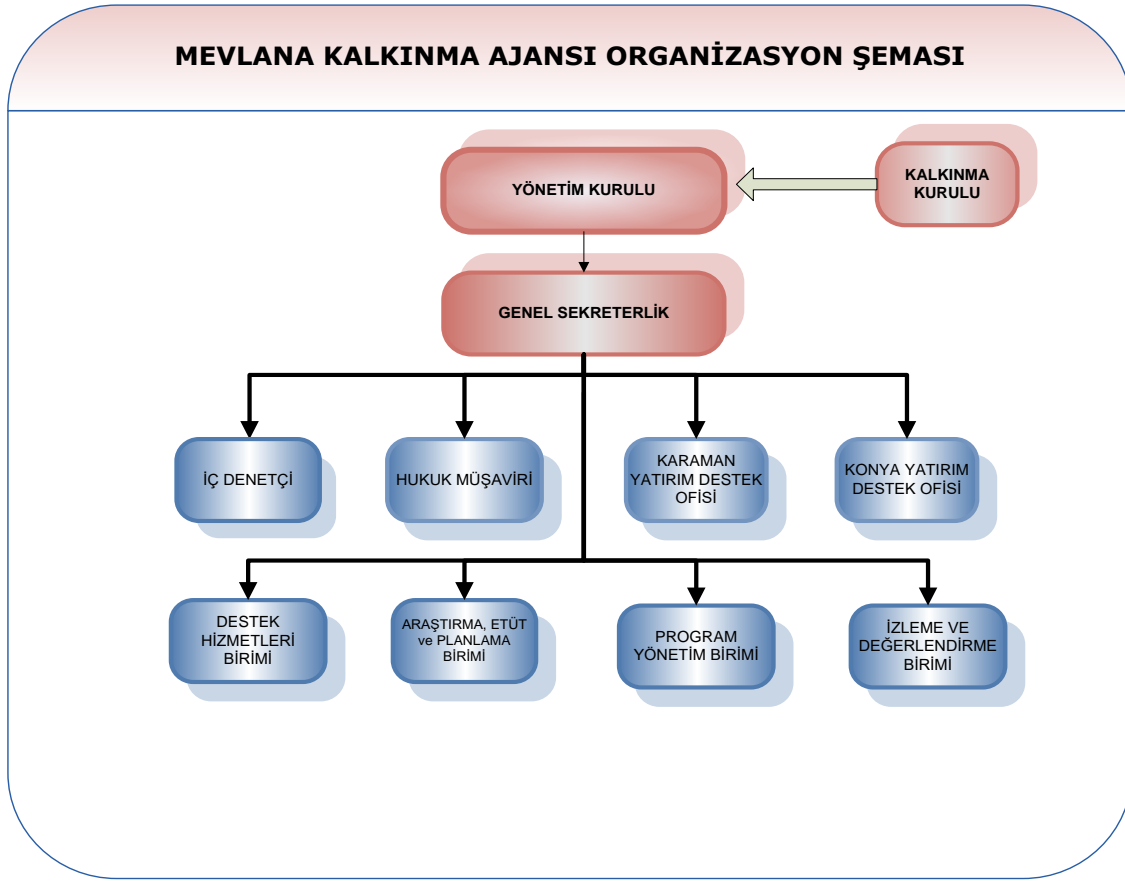 MEVLANA KALKINMA AJANSI ORGANİZASYON ŞEMASI
YÖNETİM KURULU
KALKINMA
KURULU
GENEL SEKRETERLİK
İÇ DENETÇİ
HUKUK MÜŞAVİRİ
KARAMAN
YATIRIM DESTEK
OFİSİ
KONYA YATIRIM
DESTEK OFİSİ
DESTEK
HİZMETLERİ
BİRİMİ
ARAŞTIRMA, ETÜT
ve PLANLAMA
BİRİMİ
PROGRAM
YÖNETİM BİRİMİ
İZLEME VE
DEĞERLENDİRME
BİRİMİ